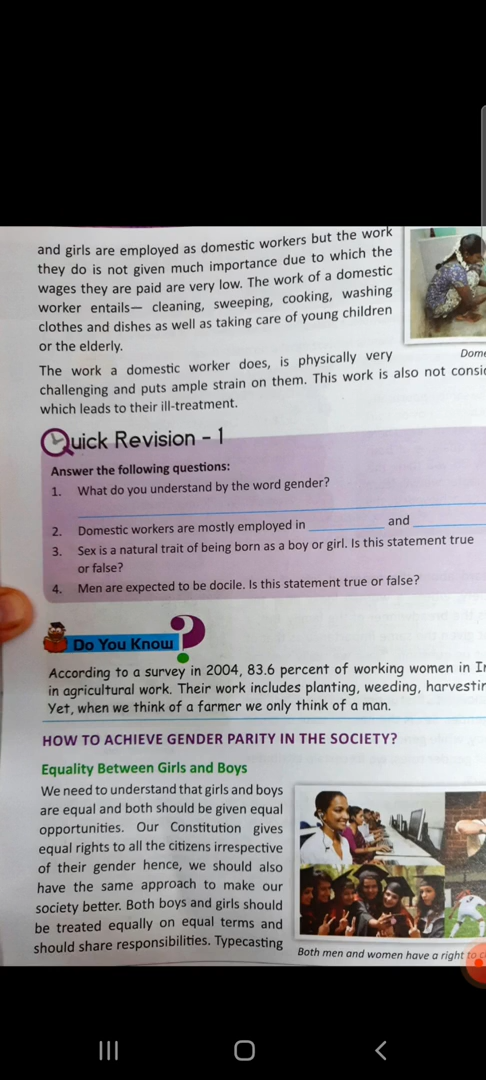 and girls are employed as domestic workers but the work
they do is not given much importance due to which the
wages they are paid are very low. The work of a domestic
worker entails— cleaning, sweeping, cooking, washing
clothes and dishes as well as taking care of young children
or the elderly.
The work a domestic worker does, is physically very
challenging and puts ample strain on them. This work is also not
which leads to their ill-treatment.
Quick Revision - 1
Answer the following questions:
1. What do you understand by the word gender?
2. Domestic workers are mostly employed in __________ and __________
3. Sex is a natural trait of being born as a boy or girl. Is this statement true
or false?
4. Men are expected to be docile. Is this statement true or false?
Do You Know ?
According to a survey in 2004, 83.6 percent of working women in
in agricultural work. Their work includes planting, weeding,
Yet, when we think of a farmer we only think of a man.
HOW TO ACHIEVE GENDER PARITY IN THE SOCIETY?
Equality Between Girls and Boys
We need to understand that girls and boys
are equal and both should be given equal
opportunities. Our Constitution gives
equal rights to all the citizens irrespective
of their gender hence, we should also
have the same approach to make our
society better. Both boys and girls should
be treated equally on equal terms and
should share responsibilities. Typecasting
Both men and women have a right to